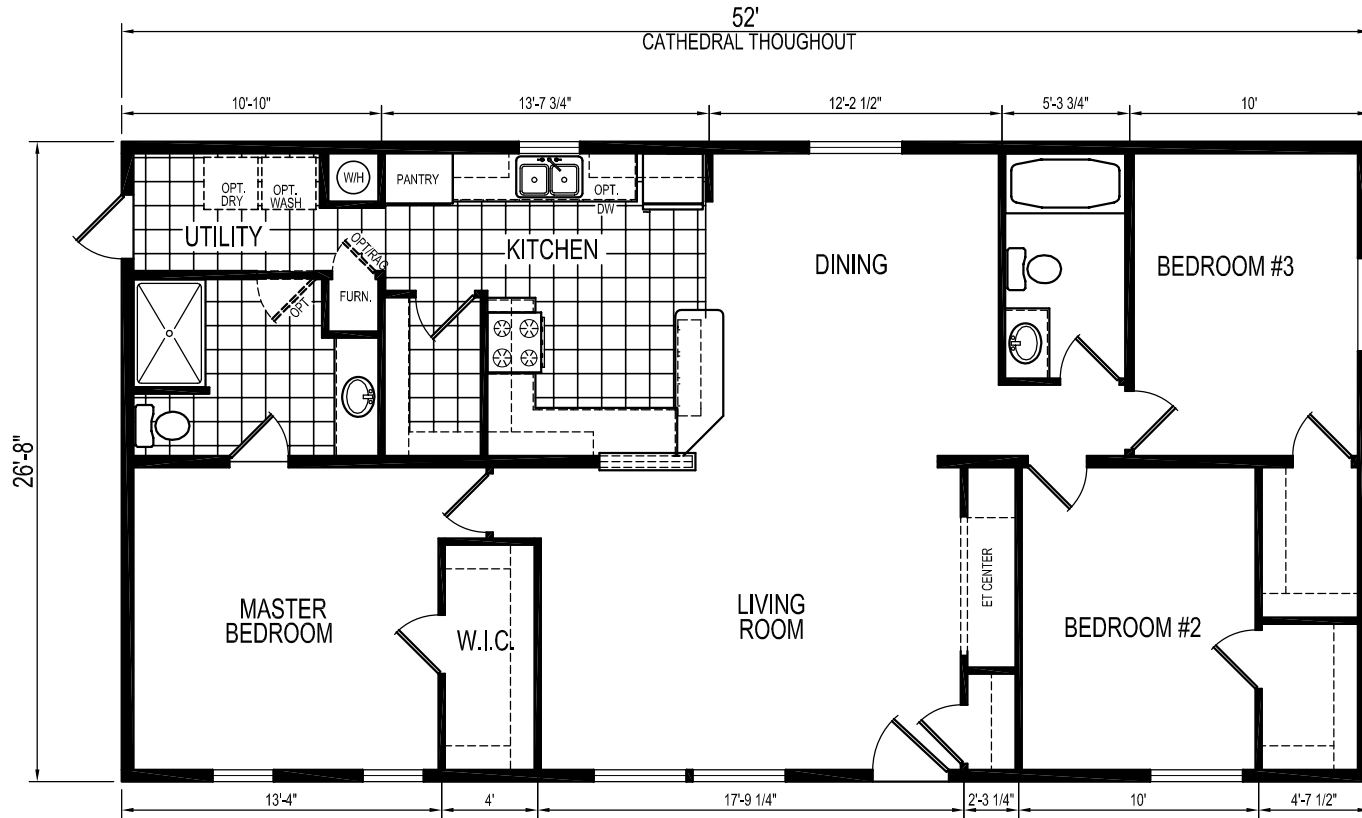 52'
CATHEDRAL THOUGHOUT
10'-10"
13'-7 3/4"
12'-2 1/2"
5'-3 3/4"
10'
OPT.
DRY
OPT.
WASH
W/H
PANTRY
OPT.
DW
UTILITY
OPT/RAG
KITCHEN
DINING
BEDROOM #3
FURN.
OPT
26'-8"
MASTER
BEDROOM
W.I.C.
LIVING
ROOM
ET CENTER
BEDROOM #2
13'-4"
4'
17'-9 1/4"
2'-3 1/4"
10'
4'-7 1/2"